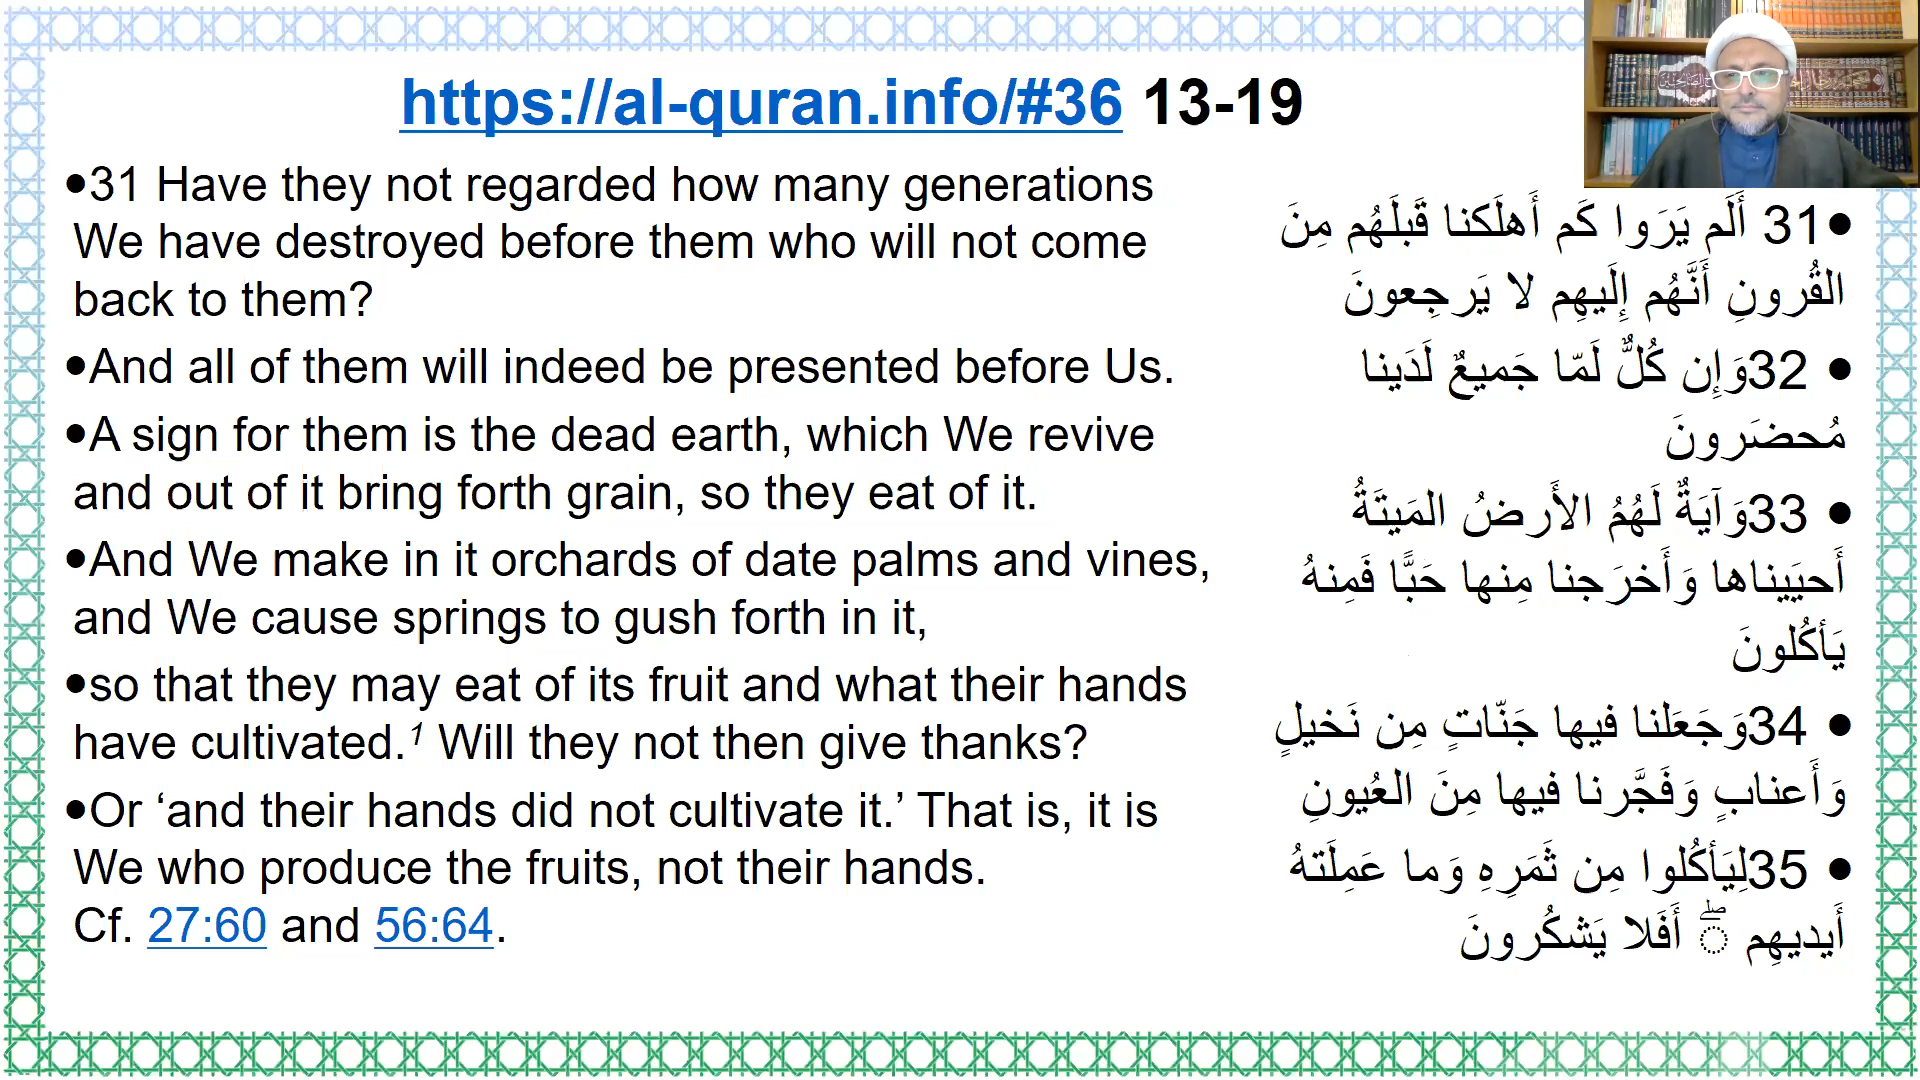 https://al-quran.info/#36 13-19
•31 Have they not regarded how many generations
We have destroyed before them who will not come
back to them?
•And all of them will indeed be presented before Us.
•A sign for them is the dead earth, which We revive
and out of it bring forth grain, so they eat of it.
•And We make in it orchards of date palms and vines,
and We cause springs to gush forth in it,
•so that they may eat of its fruit and what their hands
have cultivated.¹ Will they not then give thanks?
•Or ‘and their hands did not cultivate it.’ That is, it is
We who produce the fruits, not their hands.
Cf. 27:60 and 56:64.
•31 أَلَم يَرَوا كَم أَهلَكنا قَبلَهُم مِنَ
القُرونِ أَنَّهُم إِلَيهِم لا يَرجِعونَ
• 32وَإِن كُلٌّ لَمّا جَميعٌ لَدَينا
مُحضَرونَ
• 33وَآيَةٌ لَهُمُ الأَرضُ المَيتَةُ
أَحيَيناها وَأَخرَجنا مِنها حَبًّا فَمِنهُ
يَأكُلونَ
• 34وَجَعَلنا فيها جَنّاتٍ مِن نَخيلٍ
وَأَعنابٍ وَفَجَّرنا فيها مِنَ العُيونِ
• 35لِيَأكُلوا مِن ثَمَرِهِ وَما عَمِلَتهُ
أَيديهِم ۖ أَفَلا يَشكُرونَ